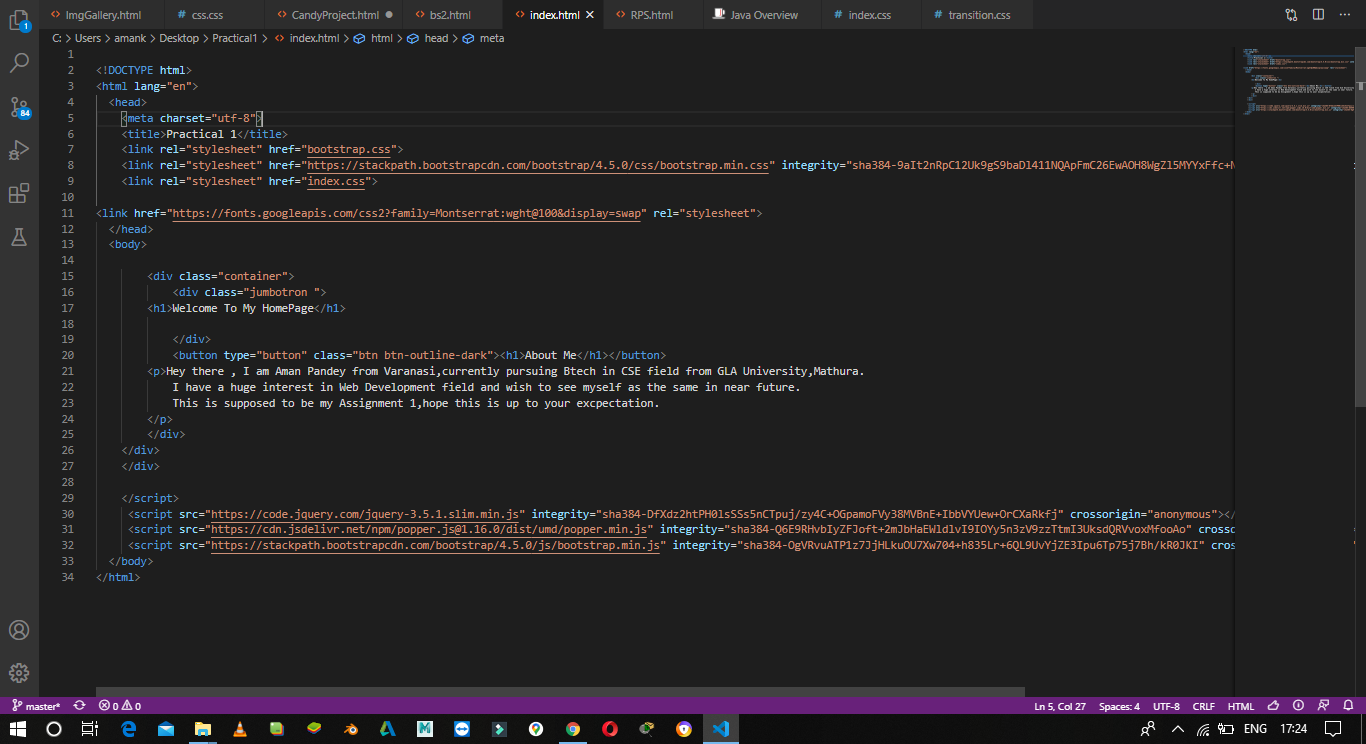 ImgGallery.html css.css CandyProject.html bs2.html index.html RPS.html Java Overview index.css transition.css
C: > Users > amank > Desktop > Practical1 > index.html > html > head > meta
1
2 <!DOCTYPE html>
3 <html lang="en">
4 <head>
5 <meta charset="utf-8">
6 <title>Practical 1</title>
7 <link rel="stylesheet" href="bootstrap.css">
8 <link rel="stylesheet" href="https://stackpath.bootstrapcdn.com/bootstrap/4.5.0/css/bootstrap.min.css" integrity="sha384-9aIt2nRpC12Uk9gS9baDl411NQApFmC26EwAOH8WgZl5MYYxFfc+N
9 <link rel="stylesheet" href="index.css">
10
11 <link href="https://fonts.googleapis.com/css2?family=Montserrat:wght@100&display=swap" rel="stylesheet">
12 </head>
13 <body>
14
15 <div class="container">
16 <div class="jumbotron ">
17 <h1>Welcome To My HomePage</h1>
18
19 </div>
20 <button type="button" class="btn btn-outline-dark"><h1>About Me</h1></button>
21 <p>Hey there , I am Aman Pandey from Varanasi,currently pursuing Btech in CSE field from GLA University,Mathura.
22 I have a huge interest in Web Development field and wish to see myself as the same in near future.
23 This is supposed to be my Assignment 1,hope this is up to your excpectation.
24 </p>
25 </div>
26 </div>
27 </div>
28
29 </script>
30 <script src="https://code.jquery.com/jquery-3.5.1.slim.min.js" integrity="sha384-DfXdz2htPH0lsSSs5nCTpuj/zy4C+OGpamoFVy38MVBnE+IbbVYUew+OrCXaRkfj" crossorigin="anonymous"></
31 <script src="https://cdn.jsdelivr.net/npm/popper.js@1.16.0/dist/umd/popper.min.js" integrity="sha384-Q6E9RHvbIyZFJoft+2mJbHaEWldlvI9IOYy5n3zV9zzTtmI3UksdQRVvoxMfooAo" crosso
32 <script src="https://stackpath.bootstrapcdn.com/bootstrap/4.5.0/js/bootstrap.min.js" integrity="sha384-OgVRvuATP1z7JjHLkuOU7Xw704+h835Lr+6QL9UvYjZE3Ipu6Tp75j7Bh/kR0JKI" cros
33 </body>
34 </html>
1
84
master* 0 0 Ln 5, Col 27 Spaces: 4 UTF-8 CRLF HTML
ENG 17:24